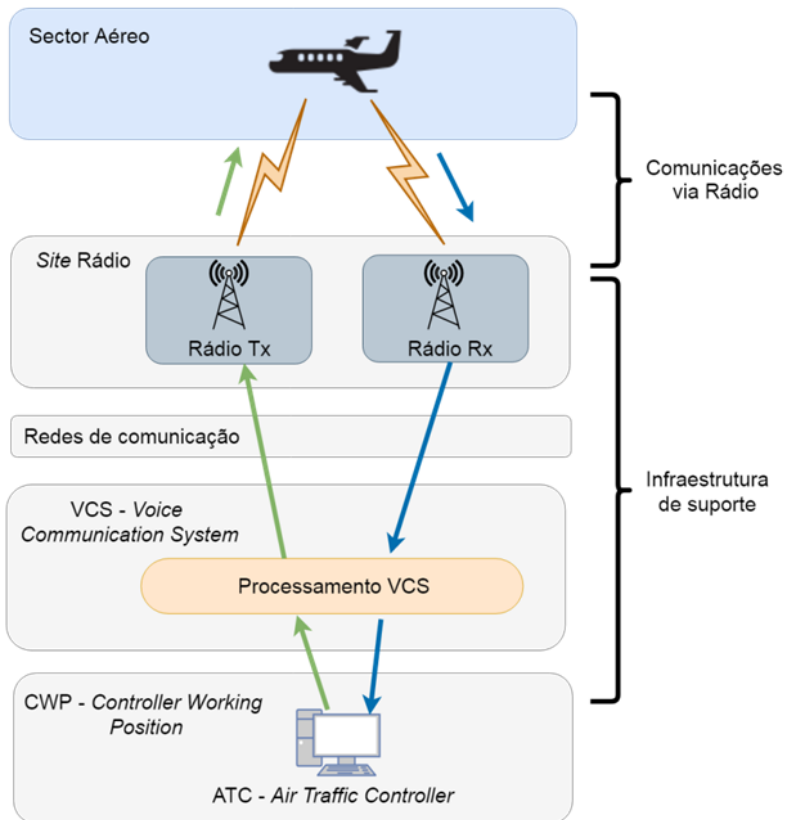 Sector Aéreo
Comunicações
via Rádio
Site Rádio
Rádio Tx
Rádio Rx
Redes de comunicação
Infraestrutura
de suporte
VCS - Voice
Communication System
Processamento VCS
CWP - Controller Working
Position
ATC - Air Traffic Controller